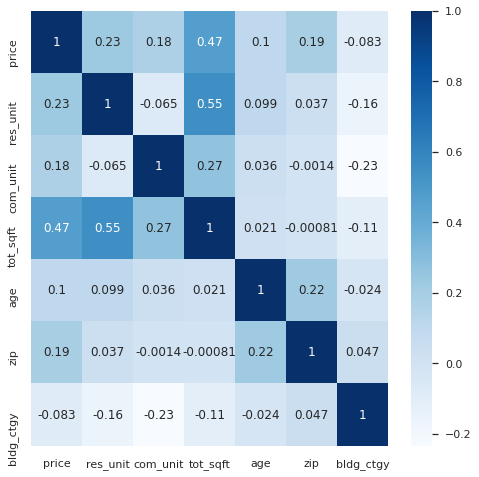 price 1 0.23 0.18 0.47 0.1 0.19 -0.083
res_unit 0.23 1 -0.065 0.55 0.099 0.037 -0.16
com_unit 0.18 -0.065 1 0.27 0.036 -0.0014 -0.23
tot_sqft 0.47 0.55 0.27 1 0.021 -0.00081 -0.11
age 0.1 0.099 0.036 0.021 1 0.22 -0.024
zip 0.19 0.037 -0.0014 -0.00081 0.22 1 0.047
bldg_ctgy -0.083 -0.16 -0.23 -0.11 -0.024 0.047 1
price res_unit com_unit tot_sqft age zip bldg_ctgy
1.0
0.8
0.6
0.4
0.2
0.0
-0.2